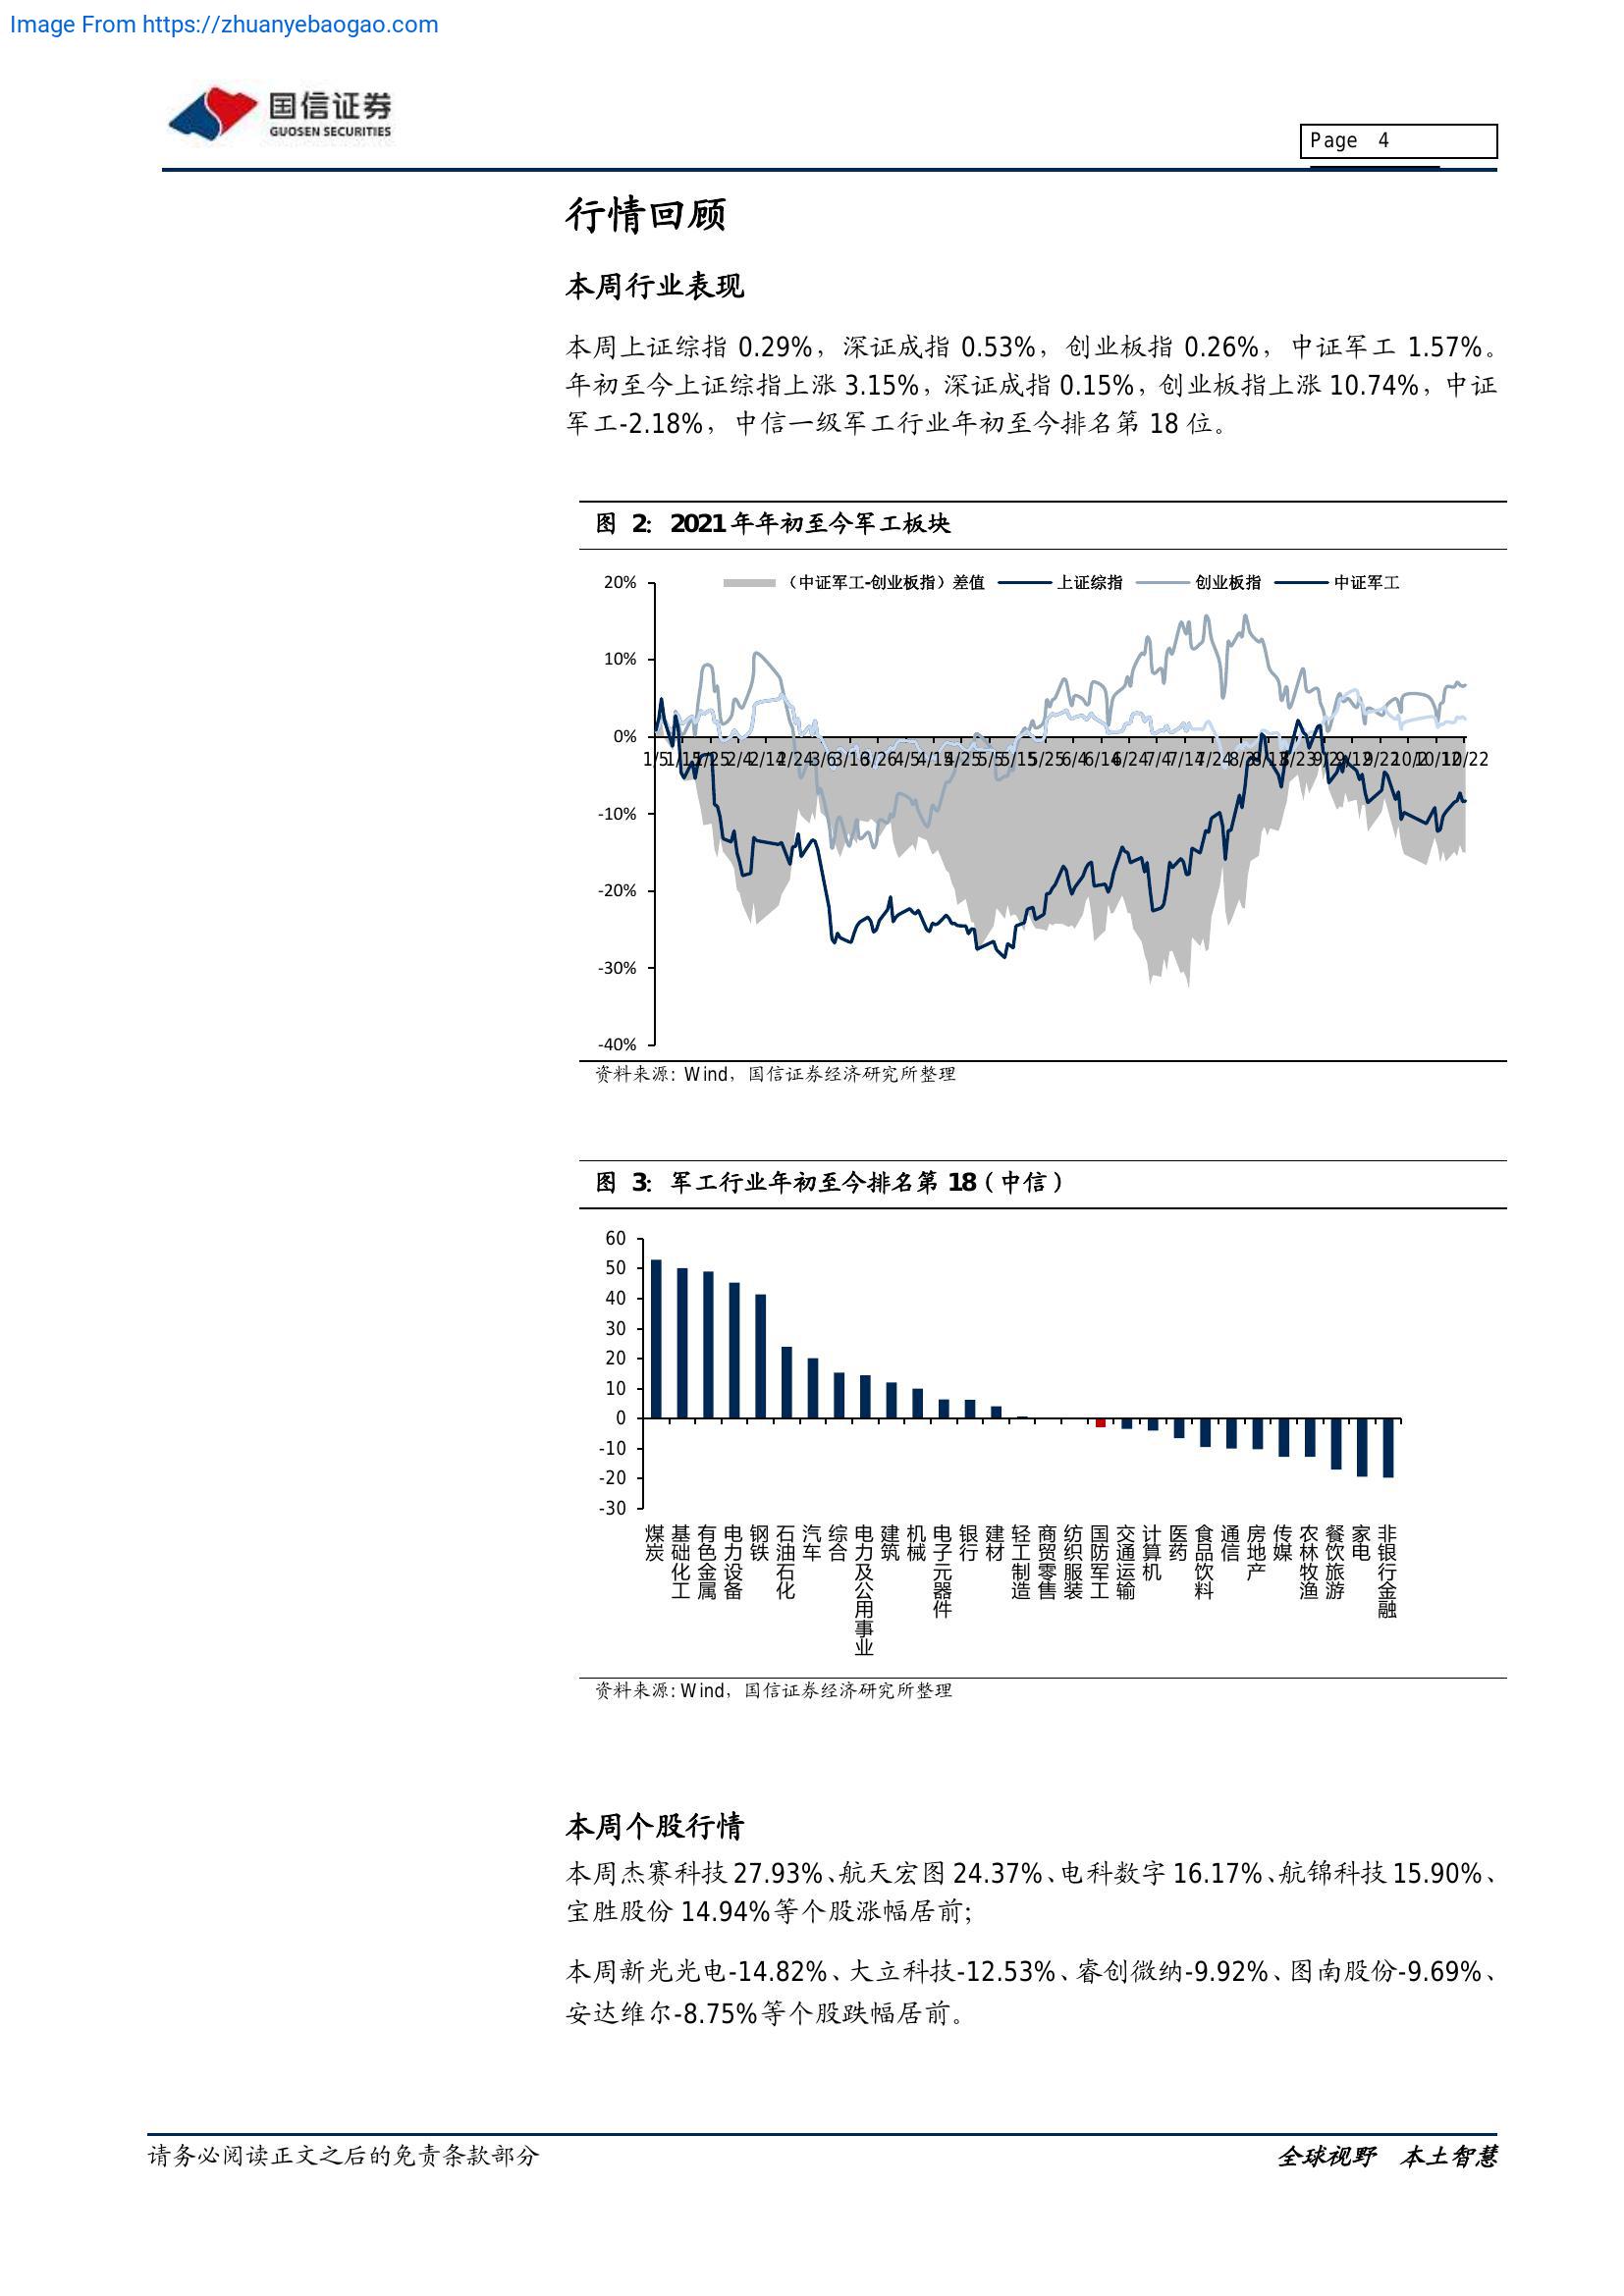 Image From https://zhuanyebaogao.com
国信证券
GUOSEN SECURITIES
Page 4
行情回顾
本周行业表现
本周上证综指 0.29%，深证成指 0.53%，创业板指 0.26%，中证军工 1.57%。
年初至今上证综指上涨 3.15%，深证成指 0.15%，创业板指上涨 10.74%，中证
军工-2.18%，中信一级军工行业年初至今排名第 18 位。
图 2: 2021 年年初至今军工板块
（中证军工-创业板指）差值 上证综指 创业板指 中证军工
20%
10%
0%
-10%
-20%
-30%
-40%
1/5 1/15 1/25 2/4 2/14 2/24 3/6 3/16 3/26 4/5 4/15 4/25 5/5 5/15 5/25 6/4 6/14 6/24 7/4 7/14 7/24 8/3 8/13 8/23 9/2 9/12 9/22 10/2 10/12 10/22
资料来源: Wind，国信证券经济研究所整理
图 3: 军工行业年初至今排名第 18（中信）
60
50
40
30
20
10
0
-10
-20
-30
煤炭
基础化工
有色金属
电力设备
钢铁
石油石化
汽车
综合
电力及公用事业
建筑
机械
电子元器件
银行
建材
轻工制造
商贸零售
纺织服装
国防军工
交通运输
计算机
医药
食品饮料
通信
房地产
传媒
农林牧渔
餐饮旅游
家电
非银行金融
资料来源: Wind，国信证券经济研究所整理
本周个股行情
本周杰赛科技 27.93%、航天宏图 24.37%、电科数字 16.17%、航锦科技 15.90%、
宝胜股份 14.94%等个股涨幅居前；
本周新光光电-14.82%、大立科技-12.53%、睿创微纳-9.92%、图南股份-9.69%、
安达维尔-8.75%等个股跌幅居前。
请务必阅读正文之后的免责条款部分
全球视野 本土智慧